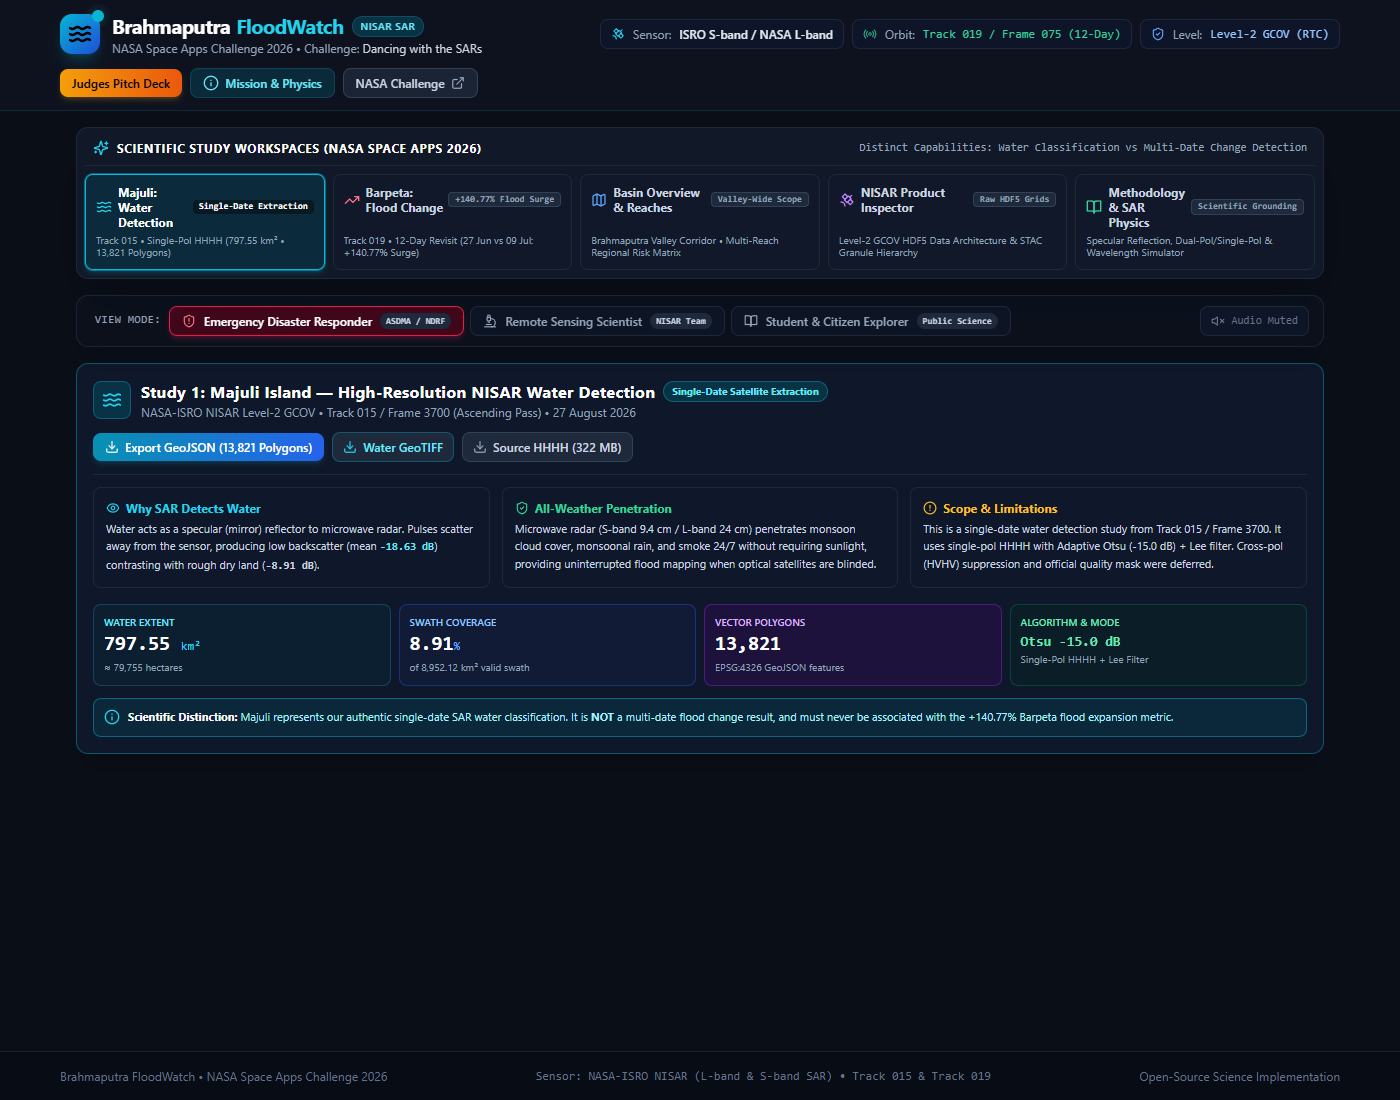 Brahmaputra FloodWatch NISAR SAR
NASA Space Apps Challenge 2026 • Challenge: Dancing with the SARs
Sensor: ISRO S-band / NASA L-band
Orbit: Track 019 / Frame 075 (12-Day)
Level: Level-2 GCOV (RTC)
Judges Pitch Deck
Mission & Physics
NASA Challenge
SCIENTIFIC STUDY WORKSPACES (NASA SPACE APPS 2026)
Distinct Capabilities: Water Classification vs Multi-Date Change Detection
Majuli:
Water
Detection
Single-Date Extraction
Track 015 • Single-Pol HHHH (797.55 km² •
13,821 Polygons)
Barpeta:
Flood Change
+140.77% Flood Surge
Track 019 • 12-Day Revisit (27 Jun vs 09 Jul:
+140.77% Surge)
Basin Overview
& Reaches
Valley-Wide Scope
Brahmaputra Valley Corridor • Multi-Reach
Regional Risk Matrix
NISAR Product
Inspector
Raw HDF5 Grids
Level-2 GCOV HDF5 Data Architecture & STAC
Granule Hierarchy
Methodology
& SAR
Physics
Scientific Grounding
Specular Reflection, Dual-Pol/Single-Pol &
Wavelength Simulator
VIEW MODE:
Emergency Disaster Responder ASDMA / NDRF
Remote Sensing Scientist NISAR Team
Student & Citizen Explorer Public Science
Audio Muted
Study 1: Majuli Island — High-Resolution NISAR Water Detection Single-Date Satellite Extraction
NASA-ISRO NISAR Level-2 GCOV • Track 015 / Frame 3700 (Ascending Pass) • 27 August 2026
Export GeoJSON (13,821 Polygons)
Water GeoTIFF
Source HHHH (322 MB)
Why SAR Detects Water
Water acts as a specular (mirror) reflector to microwave radar. Pulses scatter
away from the sensor, producing low backscatter (mean -18.63 dB)
contrasting with rough dry land (-8.91 dB).
All-Weather Penetration
Microwave radar (S-band 9.4 cm / L-band 24 cm) penetrates monsoon
cloud cover, monsoonal rain, and smoke 24/7 without requiring sunlight,
providing uninterrupted flood mapping when optical satellites are blinded.
Scope & Limitations
This is a single-date water detection study from Track 015 / Frame 3700. It
uses single-pol HHHH with Adaptive Otsu (-15.0 dB) + Lee filter. Cross-pol
(HVHV) suppression and official quality mask were deferred.
WATER EXTENT
797.55 km²
≈ 79,755 hectares
SWATH COVERAGE
8.91%
of 8,952.12 km² valid swath
VECTOR POLYGONS
13,821
EPSG:4326 GeoJSON features
ALGORITHM & MODE
Otsu -15.0 dB
Single-Pol HHHH + Lee Filter
Scientific Distinction: Majuli represents our authentic single-date SAR water classification. It is NOT a multi-date flood change result, and must never be associated with the +140.77% Barpeta flood expansion metric.
Brahmaputra FloodWatch • NASA Space Apps Challenge 2026
Sensor: NASA-ISRO NISAR (L-band & S-band SAR) • Track 015 & Track 019
Open-Source Science Implementation